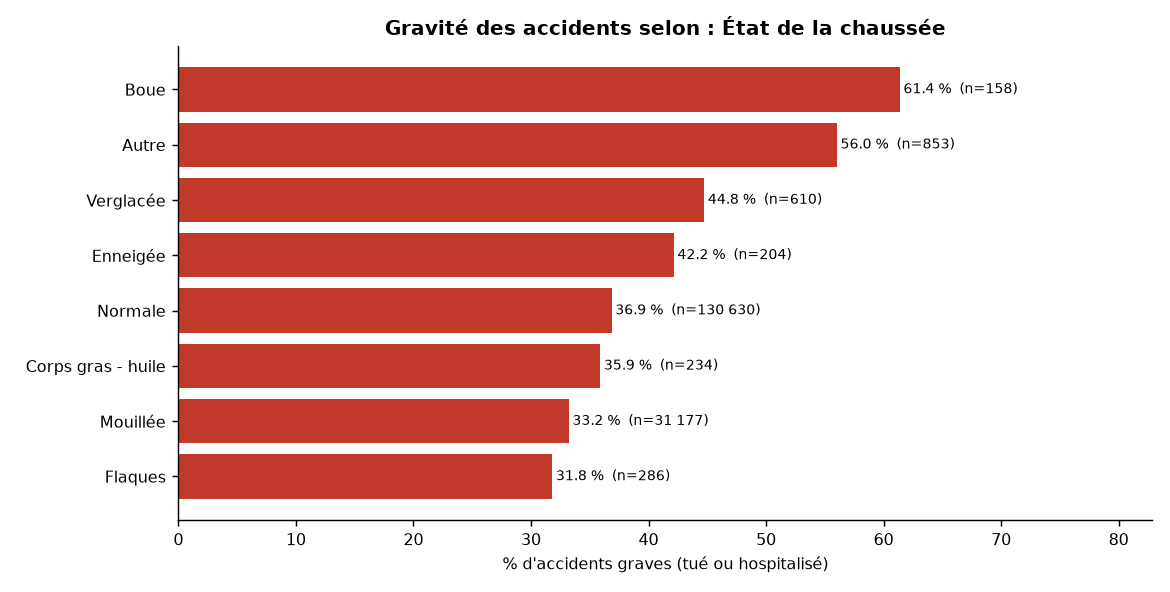 Gravité des accidents selon : État de la chaussée
Boue 61.4 % (n=158)
Autre 56.0 % (n=853)
Verglacée 44.8 % (n=610)
Enneigée 42.2 % (n=204)
Normale 36.9 % (n=130 630)
Corps gras - huile 35.9 % (n=234)
Mouillée 33.2 % (n=31 177)
Flaques 31.8 % (n=286)
0 10 20 30 40 50 60 70 80
% d'accidents graves (tué ou hospitalisé)